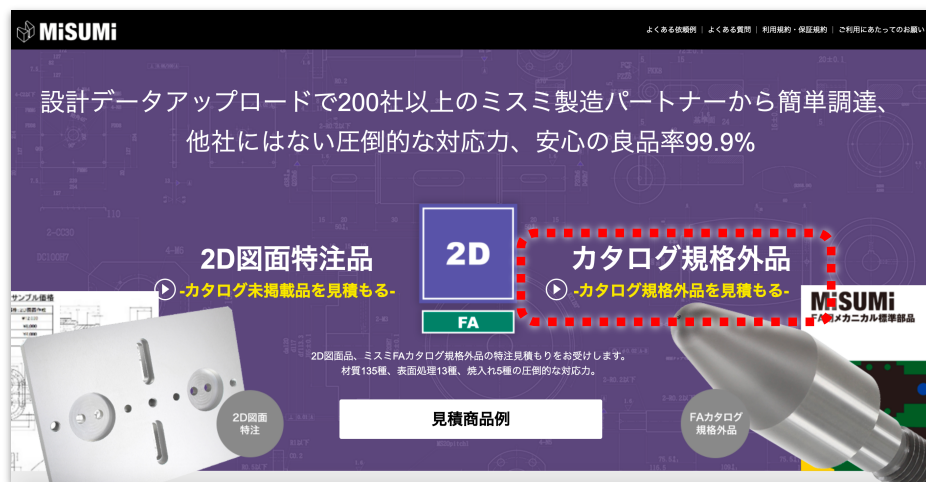 MiSUMi
よくある依頼例 | よくある質問 | 利用規約・保証規約 | ご利用にあたってのお願い
設計データアップロードで200社以上のミスミ製造パートナーから簡単調達、
他社にはない圧倒的な対応力、安心の良品率99.9%
2D図面特注品
-カタログ未掲載品を見積もる-
2D
FA
カタログ規格外品
-カタログ規格外品を見積もる-
サンプル価格
MiSUMi
FA用メカニカル標準部品
2D図面品、ミスミFAカタログ規格外品の特注見積もりをお受けします。
材質135種、表面処理13種、焼入れ5種の圧倒的な対応力。
2D図面
特注
見積商品例
FAカタログ
規格外品